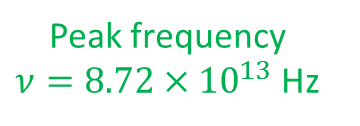 Peak frequency
ν = 8.72 × 10¹³ Hz